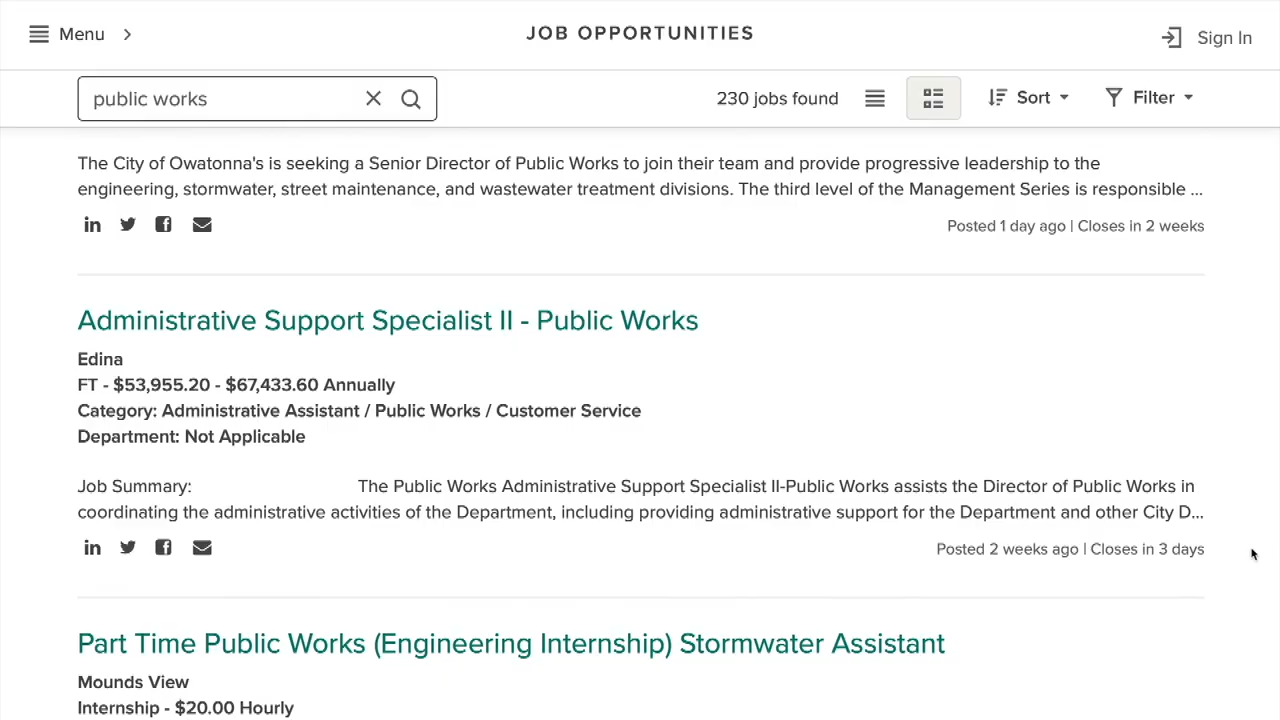 Menu
JOB OPPORTUNITIES
Sign In
public works
230 jobs found
Sort
Filter
The City of Owatonna's is seeking a Senior Director of Public Works to join their team and provide progressive leadership to the
engineering, stormwater, street maintenance, and wastewater treatment divisions. The third level of the Management Series is responsible ...
Posted 1 day ago | Closes in 2 weeks
Administrative Support Specialist II - Public Works
Edina
FT - $53,955.20 - $67,433.60 Annually
Category: Administrative Assistant / Public Works / Customer Service
Department: Not Applicable
Job Summary: The Public Works Administrative Support Specialist II-Public Works assists the Director of Public Works in
coordinating the administrative activities of the Department, including providing administrative support for the Department and other City D...
Posted 2 weeks ago | Closes in 3 days
Part Time Public Works (Engineering Internship) Stormwater Assistant
Mounds View
Internship - $20.00 Hourly